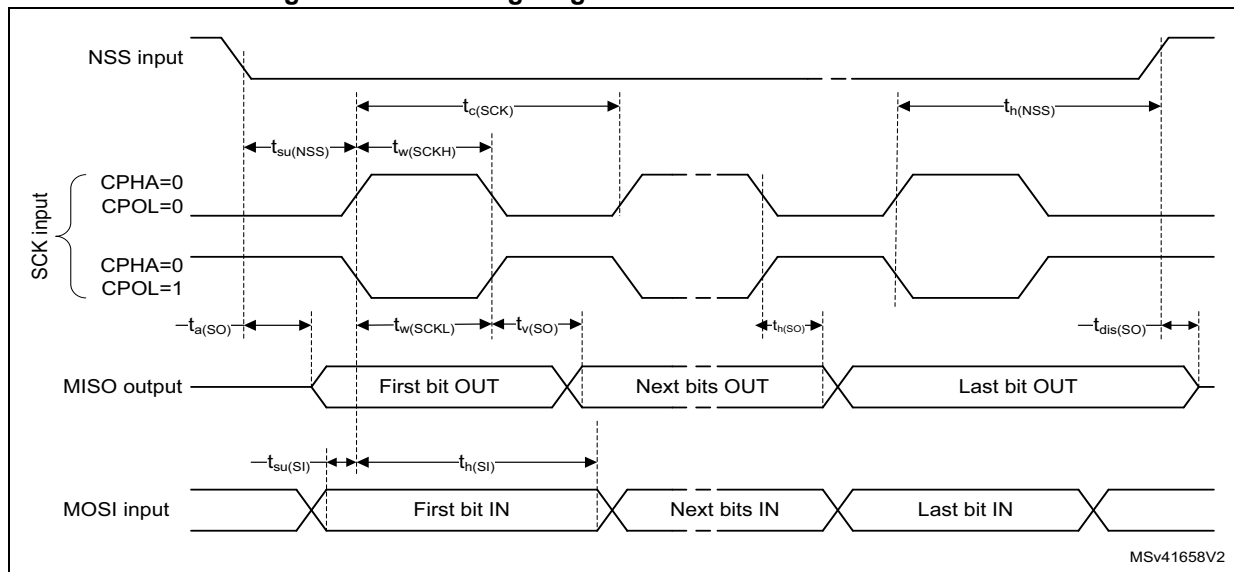 NSS input
tc(SCK)
th(NSS)
tsu(NSS)
tw(SCKH)
CPHA=0
CPOL=0
SCK input
CPHA=0
CPOL=1
ta(SO)
tw(SCKL)
tv(SO)
th(SO)
tdis(SO)
MISO output
First bit OUT
Next bits OUT
Last bit OUT
tsu(SI)
th(SI)
MOSI input
First bit IN
Next bits IN
Last bit IN
MSv41658V2